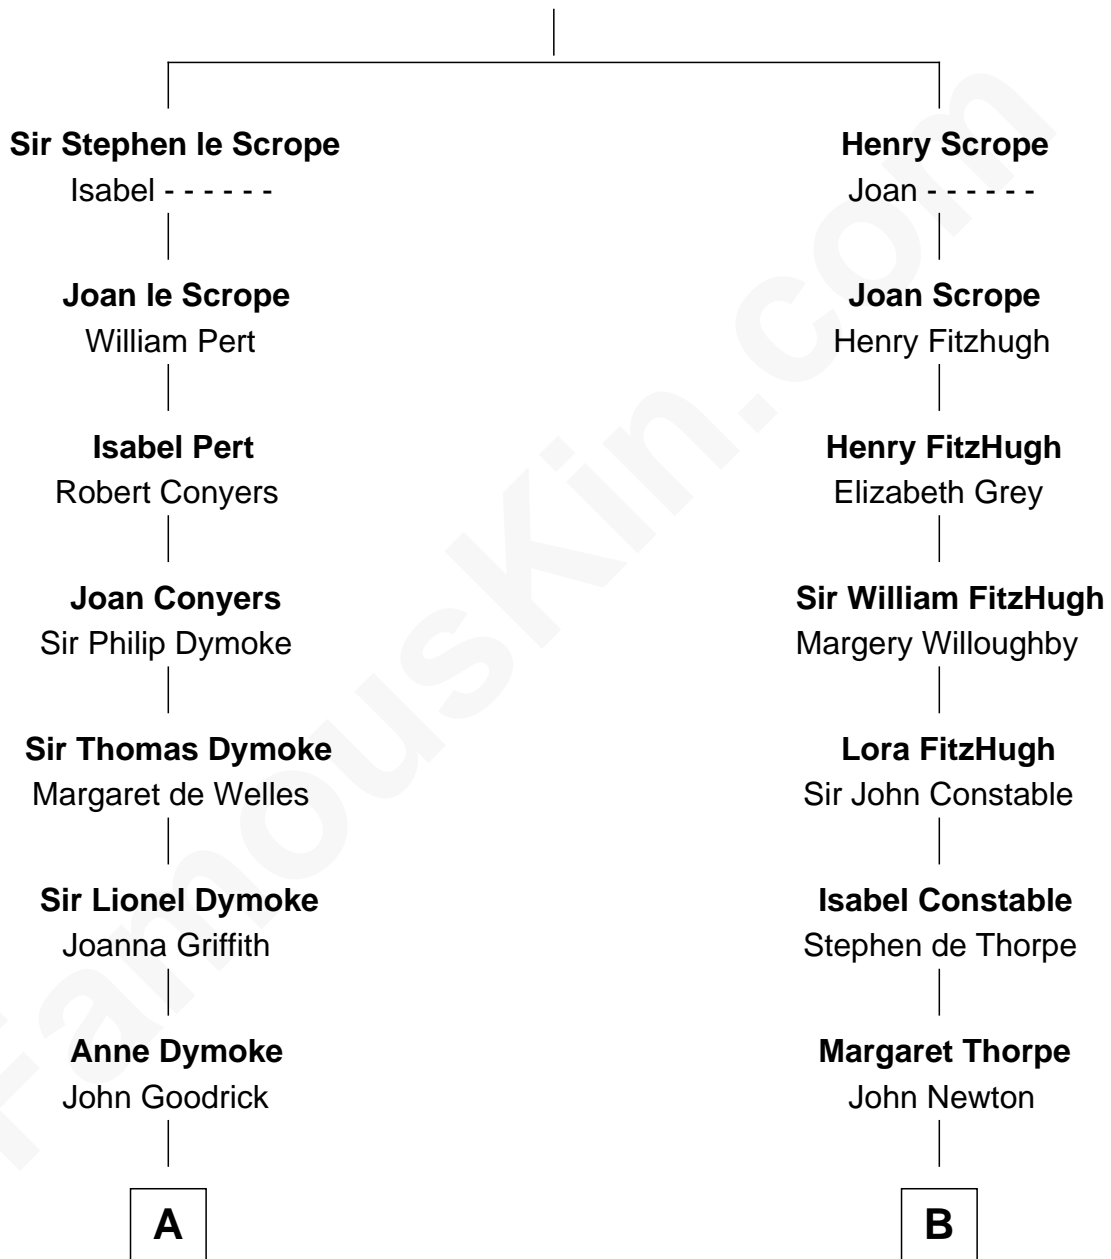 Sir Stephen le Scrope
Isabel - - - - - -
Joan le Scrope
William Pert
Isabel Pert
Robert Conyers
Joan Conyers
Sir Philip Dymoke
Sir Thomas Dymoke
Margaret de Welles
Sir Lionel Dymoke
Joanna Griffith
Anne Dymoke
John Goodrick
A
Henry Scrope
Joan - - - - - -
Joan Scrope
Henry Fitzhugh
Henry FitzHugh
Elizabeth Grey
Sir William FitzHugh
Margery Willoughby
Lora FitzHugh
Sir John Constable
Isabel Constable
Stephen de Thorpe
Margaret Thorpe
John Newton
B
FamousKin.com